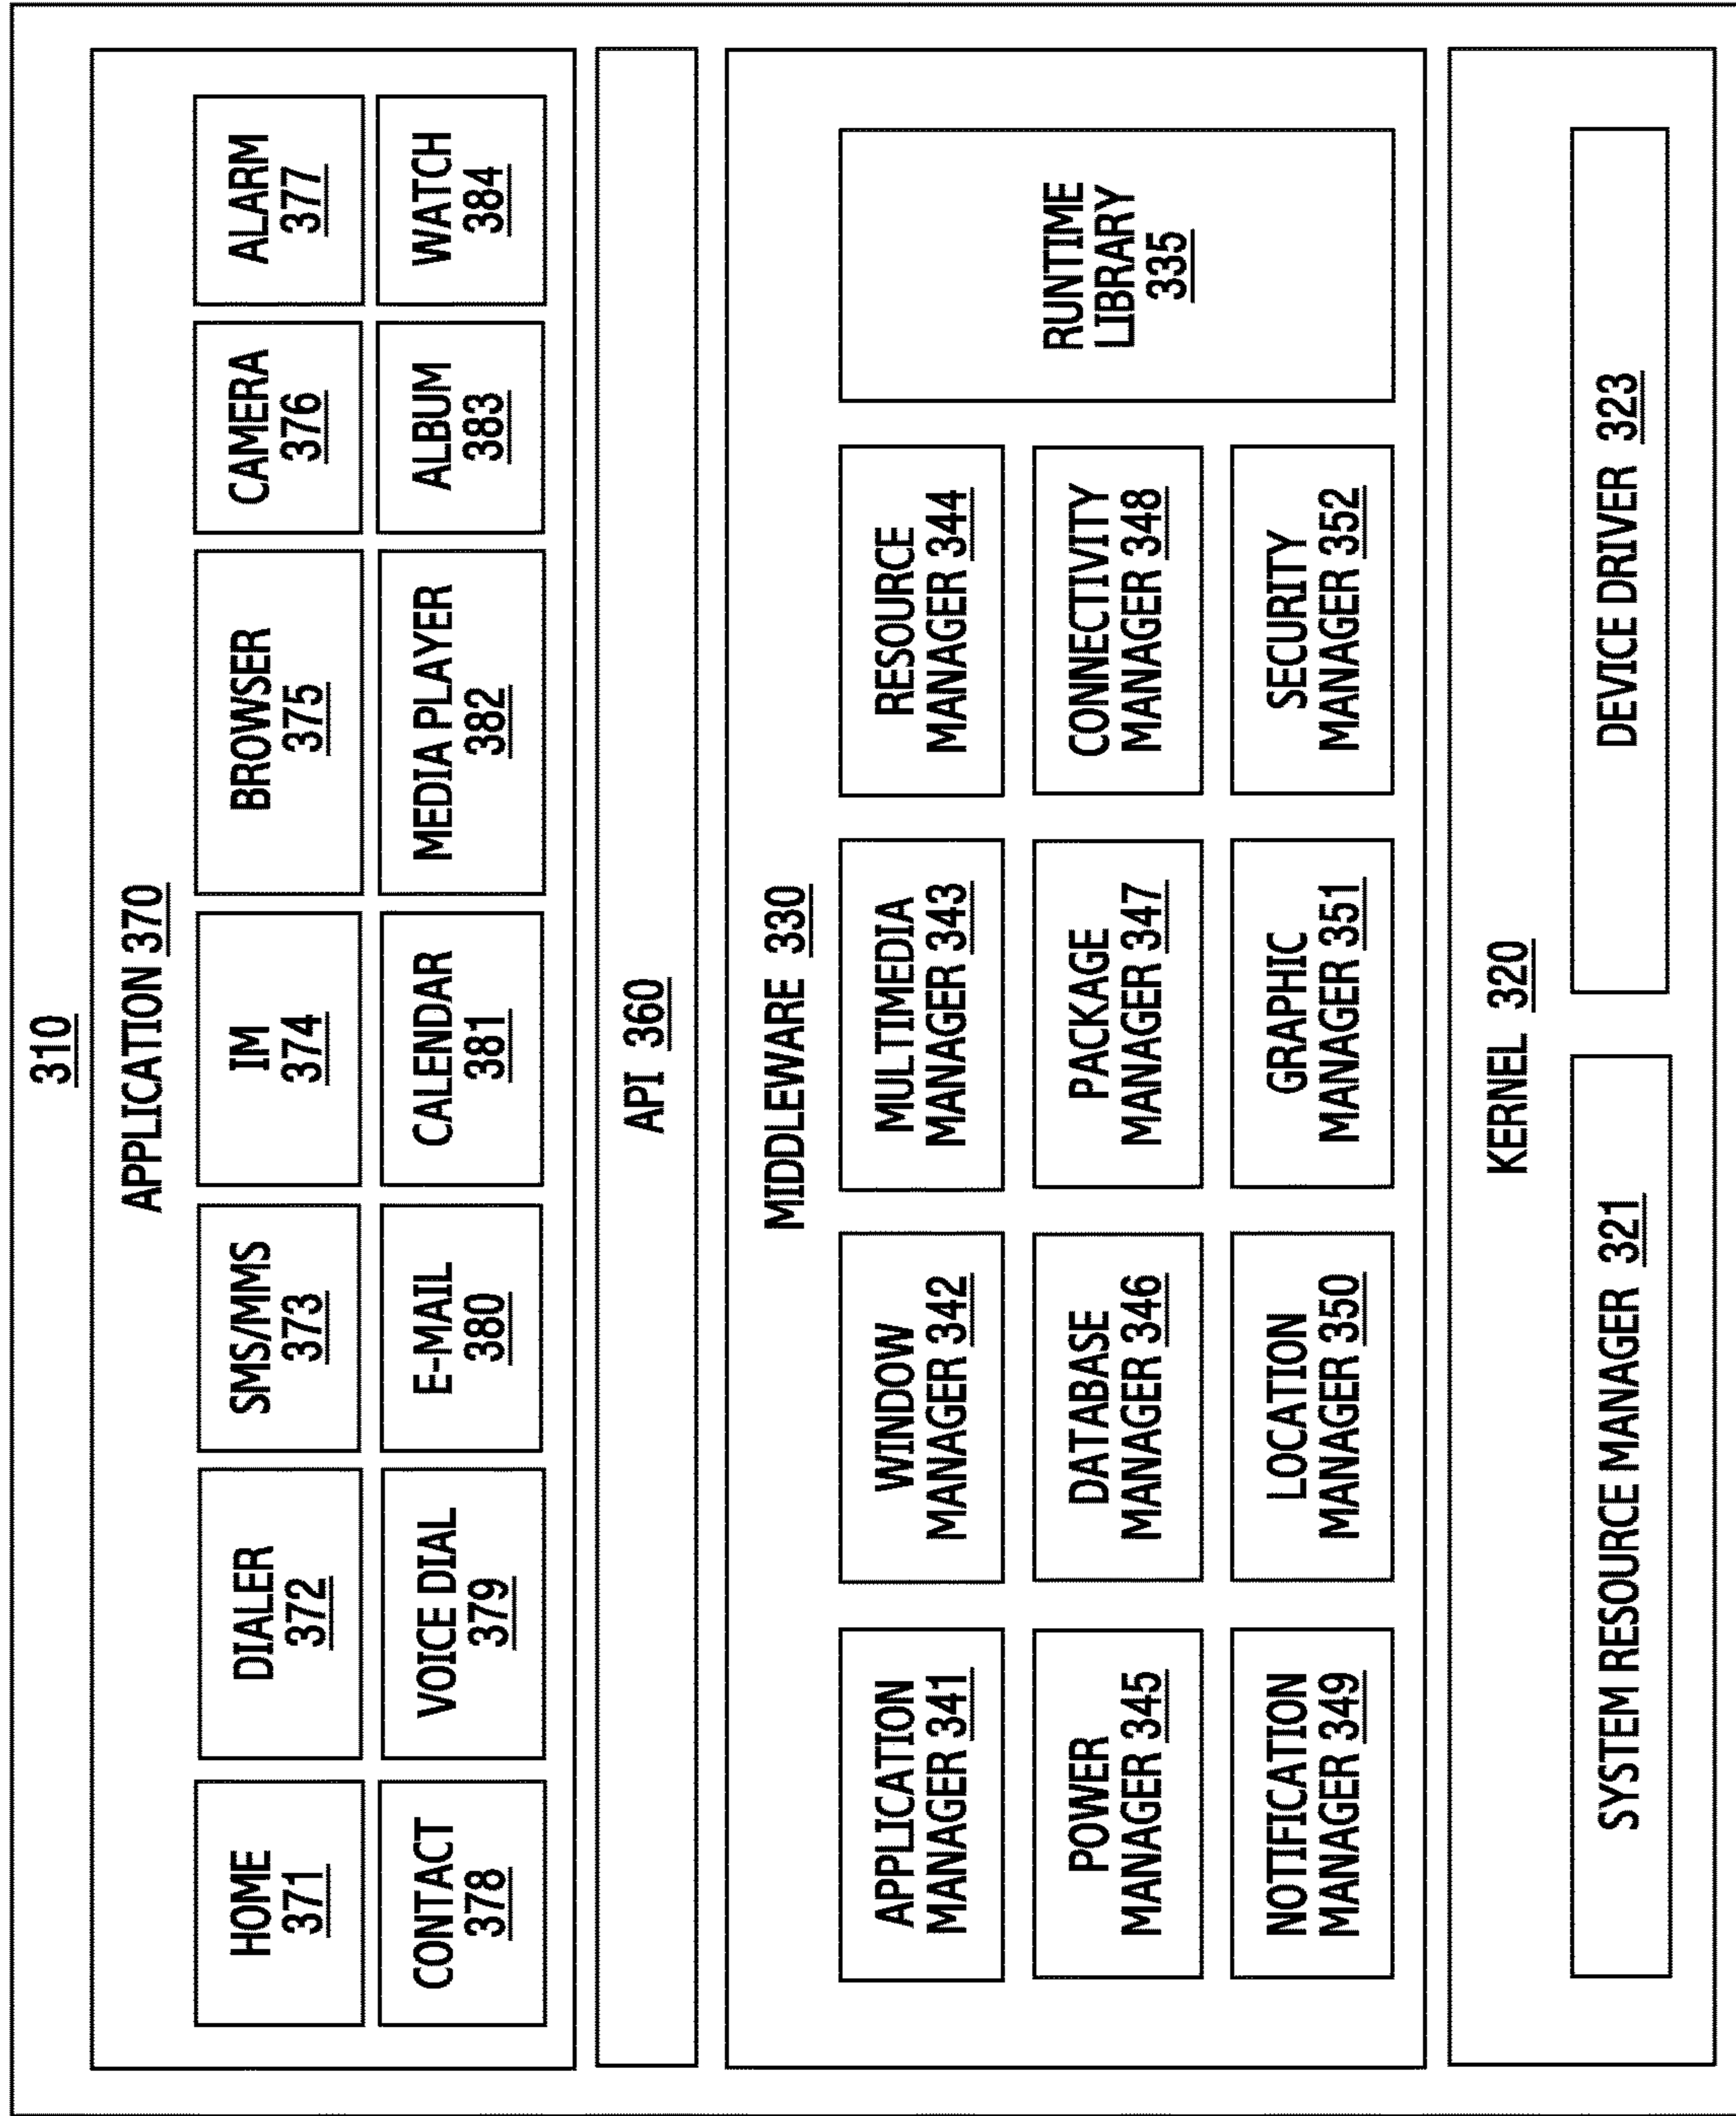 310
APPLICATION 370
HOME
371
DIALER
372
SMS/MMS
373
IM
374
BROWSER
375
CAMERA
376
ALARM
377
CONTACT
378
VOICE DIAL
379
E-MAIL
380
CALENDAR
381
MEDIA PLAYER
382
ALBUM
383
WATCH
384
API 360
MIDDLEWARE 330
APPLICATION
MANAGER 341
WINDOW
MANAGER 342
MULTIMEDIA
MANAGER 343
RESOURCE
MANAGER 344
POWER
MANAGER 345
DATABASE
MANAGER 346
PACKAGE
MANAGER 347
CONNECTIVITY
MANAGER 348
NOTIFICATION
MANAGER 349
LOCATION
MANAGER 350
GRAPHIC
MANAGER 351
SECURITY
MANAGER 352
RUNTIME
LIBRARY
335
KERNEL 320
SYSTEM RESOURCE MANAGER 321
DEVICE DRIVER 323